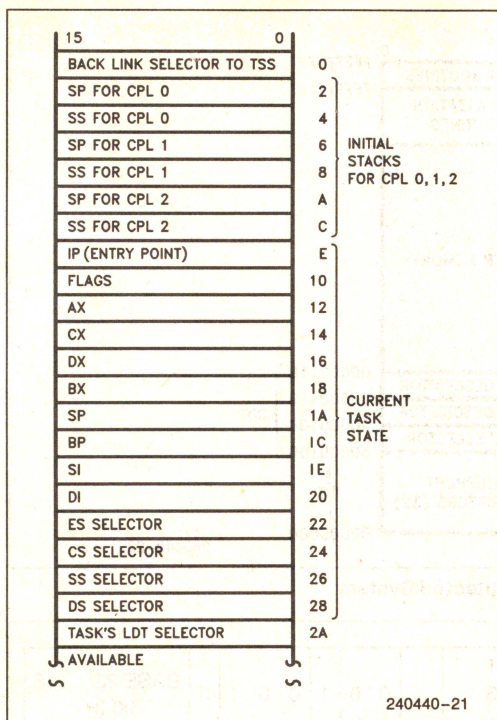 15 0
BACK LINK SELECTOR TO TSS 0
SP FOR CPL 0 2
SS FOR CPL 0 4
SP FOR CPL 1 6
SS FOR CPL 1 8
SP FOR CPL 2 A
SS FOR CPL 2 C
INITIAL
STACKS
FOR CPL 0, 1, 2
IP (ENTRY POINT) E
FLAGS 10
AX 12
CX 14
DX 16
BX 18
SP 1A
BP IC
SI IE
DI 20
ES SELECTOR 22
CS SELECTOR 24
SS SELECTOR 26
DS SELECTOR 28
CURRENT
TASK
STATE
TASK'S LDT SELECTOR 2A
AVAILABLE
240440-21